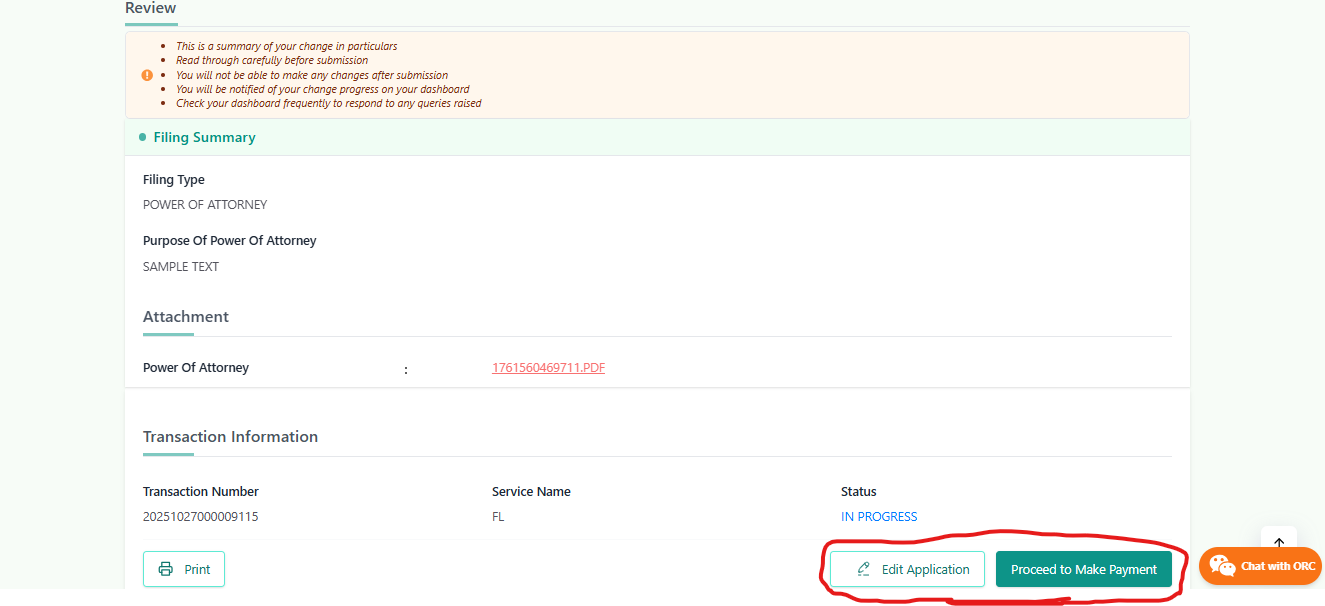 Review
This is a summary of your change in particulars
Read through carefully before submission
You will not be able to make any changes after submission
You will be notified of your change progress on your dashboard
Check your dashboard frequently to respond to any queries raised
Filing Summary
Filing Type
POWER OF ATTORNEY
Purpose Of Power Of Attorney
SAMPLE TEXT
Attachment
Power Of Attorney : 1761560469711.PDF
Transaction Information
Transaction Number Service Name Status
20251027000009115 FL IN PROGRESS
Print Edit Application Proceed to Make Payment Chat with ORC